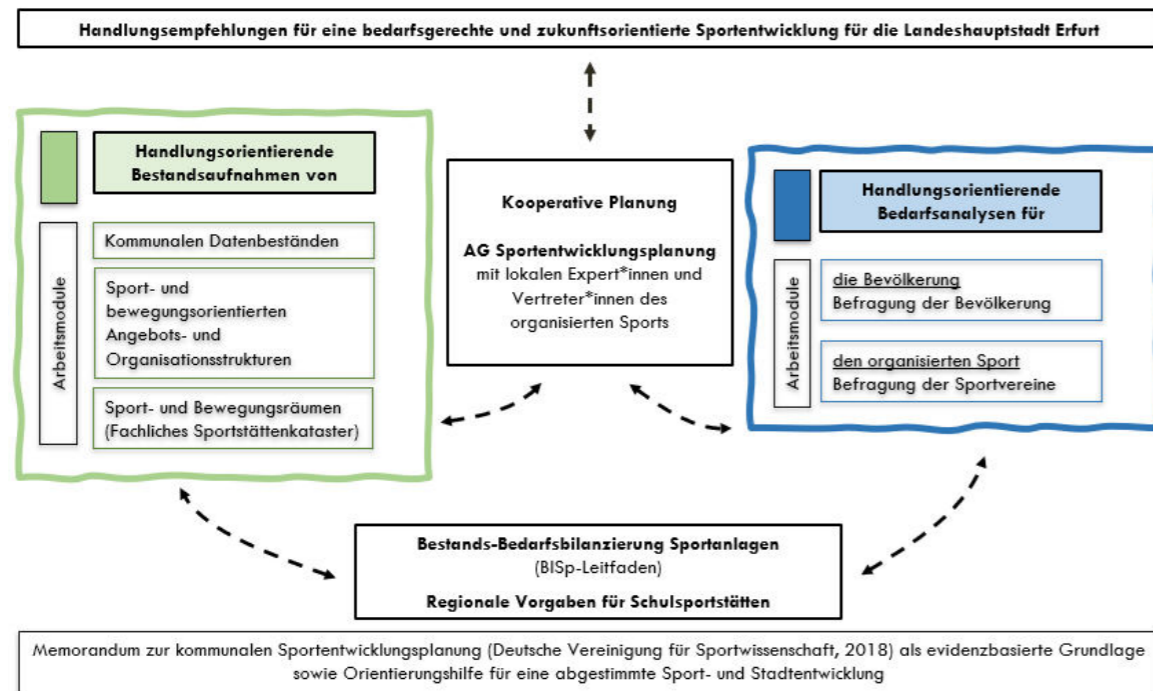 Handlungsempfehlungen für eine bedarfsgerechte und zukunftsorientierte Sportentwicklung für die Landeshauptstadt Erfurt
Handlungsorientierende
Bestandsaufnahmen von
Arbeitsmodule
Kommunalen Datenbeständen
Sport- und
bewegungsorientierten
Angebots- und
Organisationsstrukturen
Sport- und Bewegungsräumen
(Fachliches Sportstättenkataster)
Kooperative Planung
AG Sportentwicklungsplanung
mit lokalen Expert*innen und
Vertreter*innen des
organisierten Sports
Handlungsorientierende
Bedarfsanalysen für
Arbeitsmodule
die Bevölkerung
Befragung der Bevölkerung
den organisierten Sport
Befragung der Sportvereine
Bestands-Bedarfsbilanzierung Sportanlagen
(BISp-Leitfaden)
Regionale Vorgaben für Schulsportstätten
Memorandum zur kommunalen Sportentwicklungsplanung (Deutsche Vereinigung für Sportwissenschaft, 2018) als evidenzbasierte Grundlage
sowie Orientierungshilfe für eine abgestimmte Sport- und Stadtentwicklung